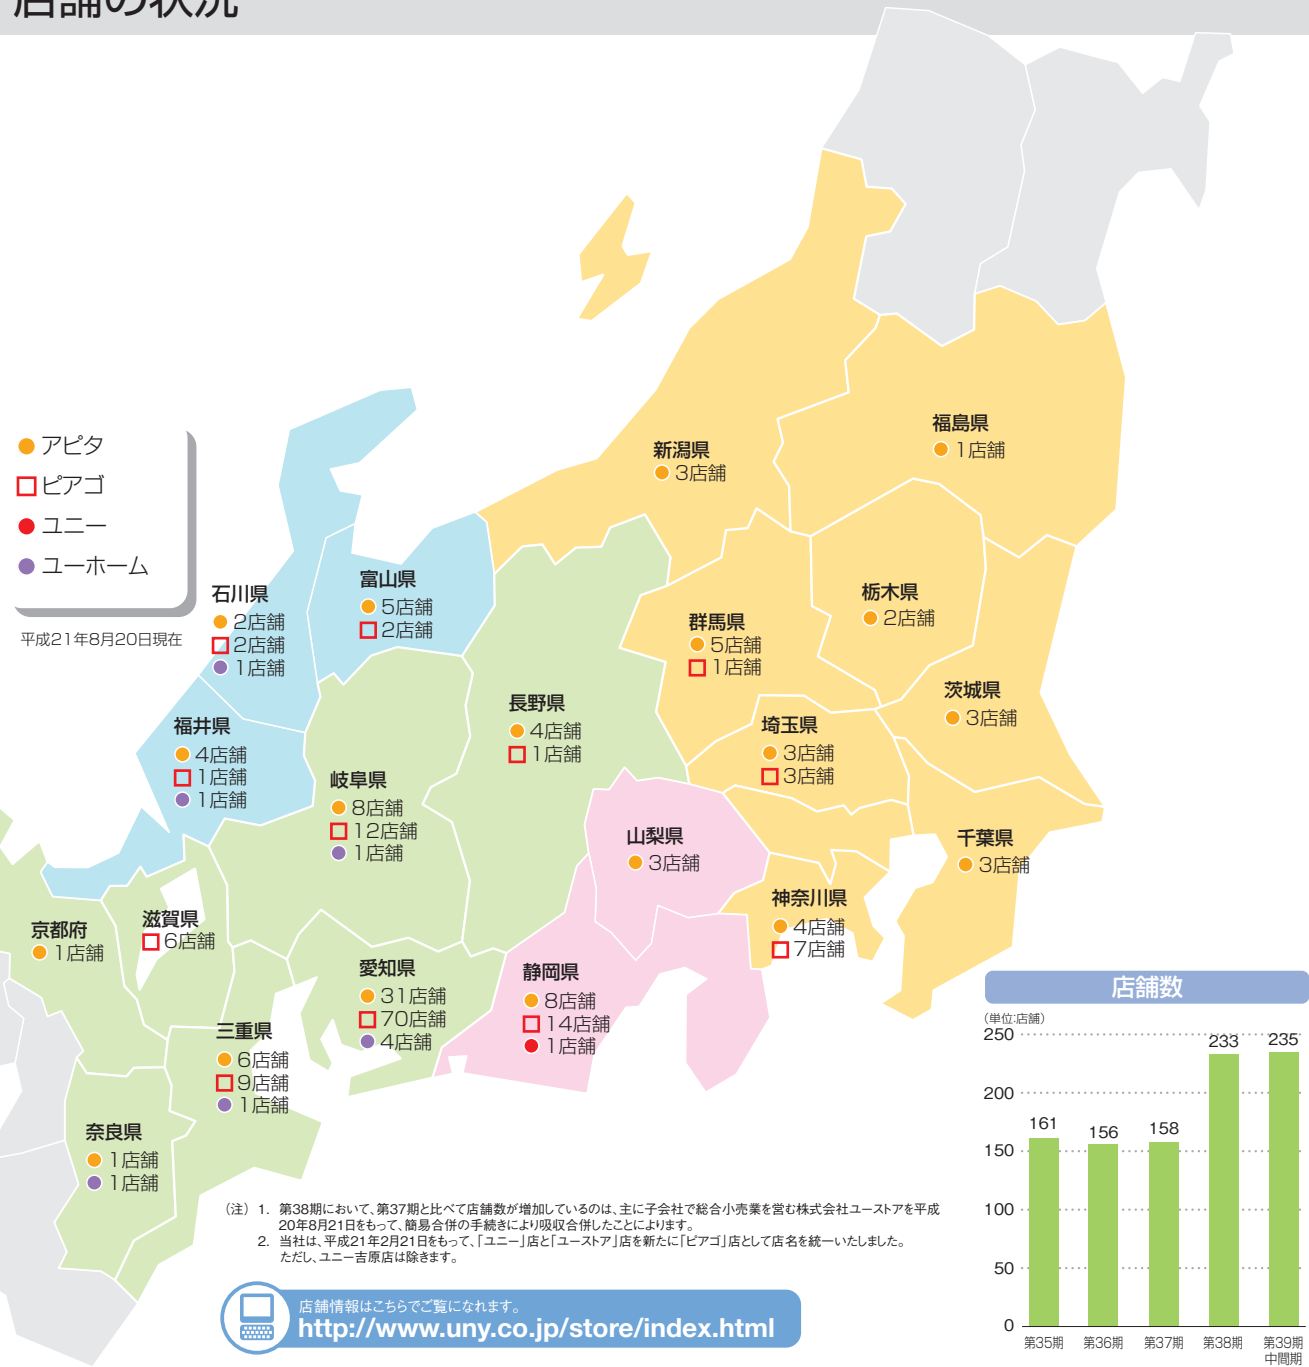 店舗の状況
アピタ
ピアゴ
ユニー
ユーホーム
平成21年8月20日現在
新潟県
3店舗
福島県
1店舗
石川県
2店舗
2店舗
1店舗
富山県
5店舗
2店舗
群馬県
5店舗
1店舗
栃木県
2店舗
茨城県
3店舗
福井県
4店舗
1店舗
1店舗
長野県
4店舗
1店舗
埼玉県
3店舗
3店舗
岐阜県
8店舗
12店舗
1店舗
山梨県
3店舗
千葉県
3店舗
神奈川県
4店舗
7店舗
京都府
1店舗
滋賀県
6店舗
愛知県
31店舗
70店舗
4店舗
静岡県
8店舗
14店舗
1店舗
三重県
6店舗
9店舗
1店舗
奈良県
1店舗
1店舗
店舗数
(単位:店舗)
250
200
150
100
50
0
161
156
158
233
235
第35期
第36期
第37期
第38期
第39期
中間期
(注) 1. 第38期において、第37期と比べて店舗数が増加しているのは、主に子会社で総合小売業を営む株式会社ユーストアを平成
20年8月21日をもって、簡易合併の手続きにより吸収合併したことによります。
2. 当社は、平成21年2月21日をもって、「ユニー」店と「ユーストア」店を新たに「ピアゴ」店として店名を統一いたしました。
ただし、ユニー吉原店は除きます。
店舗情報はこちらでご覧になれます。
http://www.uny.co.jp/store/index.html